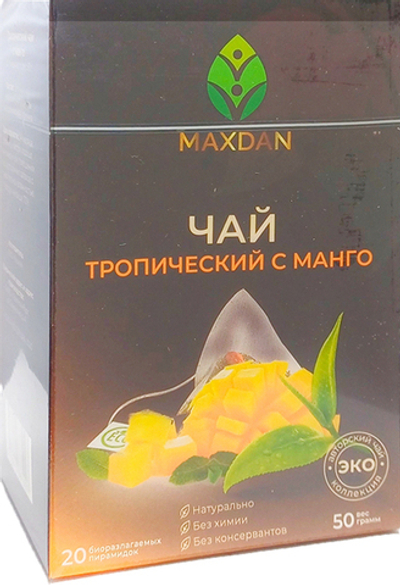 MAXDAN
ЧАЙ
ТРОПИЧЕСКИЙ С МАНГО
авторский чай
ЭКО
коллекция
Натурально
Без химии
Без консервантов
20 биоразлагаемых
пирамидок
50 вес
грамм